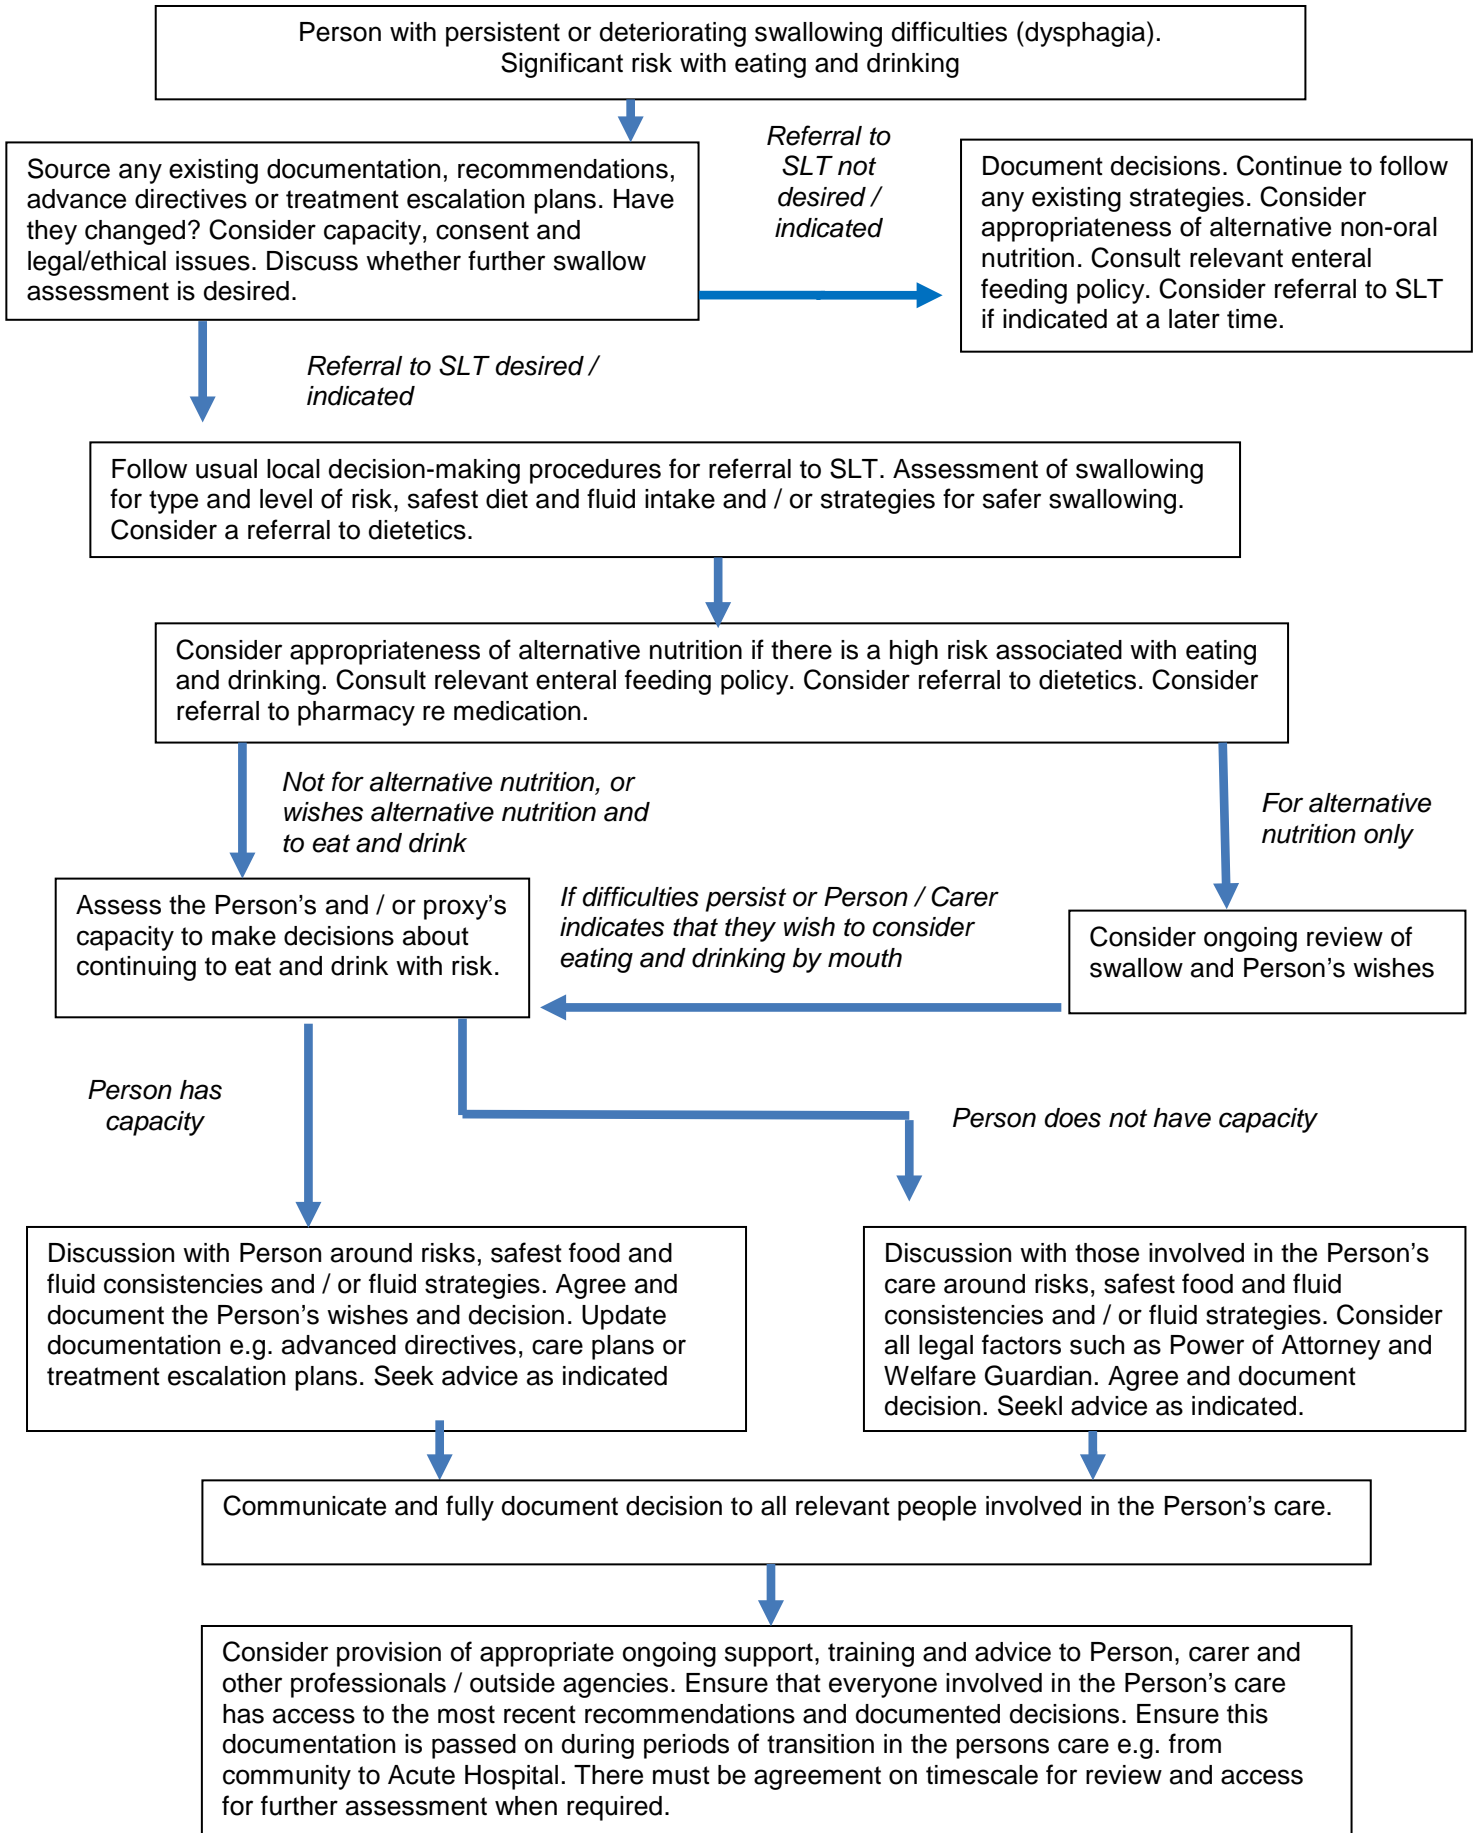 Person with persistent or deteriorating swallowing difficulties (dysphagia).
Significant risk with eating and drinking
Referral to
SLT not
desired /
indicated
Source any existing documentation, recommendations,
advance directives or treatment escalation plans. Have
they changed? Consider capacity, consent and
legal/ethical issues. Discuss whether further swallow
assessment is desired.
Document decisions. Continue to follow
any existing strategies. Consider
appropriateness of alternative non-oral
nutrition. Consult relevant enteral
feeding policy. Consider referral to SLT
if indicated at a later time.
Referral to SLT desired /
indicated
Follow usual local decision-making procedures for referral to SLT. Assessment of swallowing
for type and level of risk, safest diet and fluid intake and / or strategies for safer swallowing.
Consider a referral to dietetics.
Consider appropriateness of alternative nutrition if there is a high risk associated with eating
and drinking. Consult relevant enteral feeding policy. Consider referral to dietetics. Consider
referral to pharmacy re medication.
Not for alternative nutrition, or
wishes alternative nutrition and
to eat and drink
For alternative
nutrition only
Assess the Person's and / or proxy's
capacity to make decisions about
continuing to eat and drink with risk.
If difficulties persist or Person / Carer
indicates that they wish to consider
eating and drinking by mouth
Consider ongoing review of
swallow and Person's wishes
Person has
capacity
Person does not have capacity
Discussion with Person around risks, safest food and
fluid consistencies and / or fluid strategies. Agree and
document the Person's wishes and decision. Update
documentation e.g. advanced directives, care plans or
treatment escalation plans. Seek advice as indicated
Discussion with those involved in the Person's
care around risks, safest food and fluid
consistencies and / or fluid strategies. Consider
all legal factors such as Power of Attorney and
Welfare Guardian. Agree and document
decision. Seekl advice as indicated.
Communicate and fully document decision to all relevant people involved in the Person's care.
Consider provision of appropriate ongoing support, training and advice to Person, carer and
other professionals / outside agencies. Ensure that everyone involved in the Person's care
has access to the most recent recommendations and documented decisions. Ensure this
documentation is passed on during periods of transition in the persons care e.g. from
community to Acute Hospital. There must be agreement on timescale for review and access
for further assessment when required.